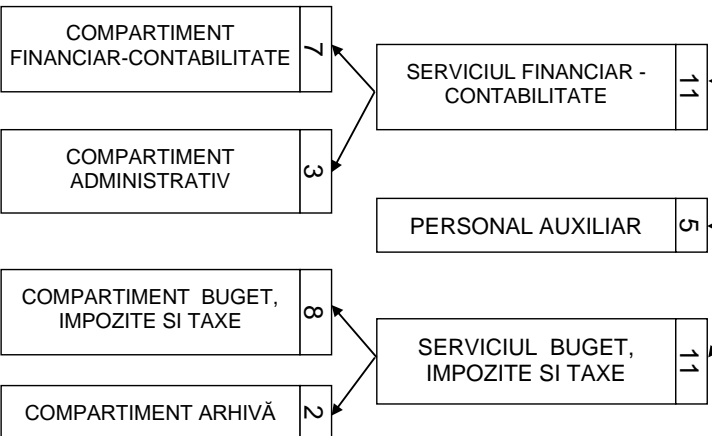 COMPARTIMENT
FINANCIAR-CONTABILITATE
7
SERVICIUL FINANCIAR -
CONTABILITATE
11
COMPARTIMENT
ADMINISTRATIV
3
PERSONAL AUXILIAR
5
COMPARTIMENT BUGET,
IMPOZITE SI TAXE
8
SERVICIUL BUGET,
IMPOZITE SI TAXE
11
COMPARTIMENT ARHIVĂ
2